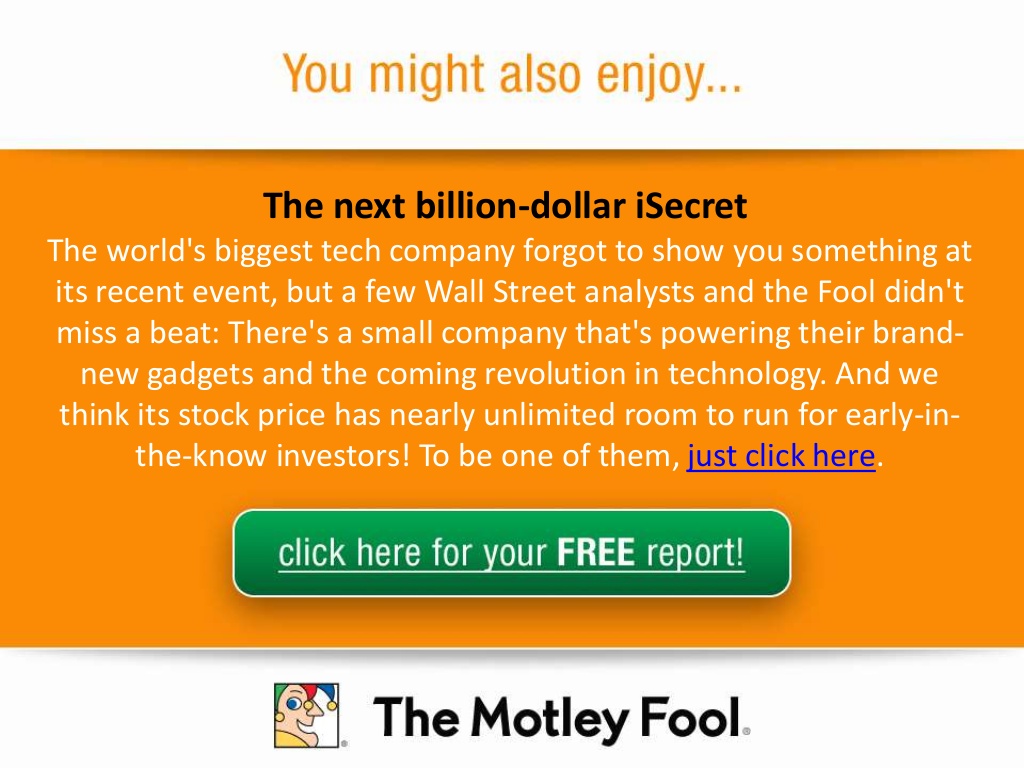 You might also enjoy...
The next billion-dollar iSecret
The world's biggest tech company forgot to show you something at
its recent event, but a few Wall Street analysts and the Fool didn't
miss a beat: There's a small company that's powering their brand-
new gadgets and the coming revolution in technology. And we
think its stock price has nearly unlimited room to run for early-in-
the-know investors! To be one of them, just click here.
click here for your FREE report!
The Motley Fool®